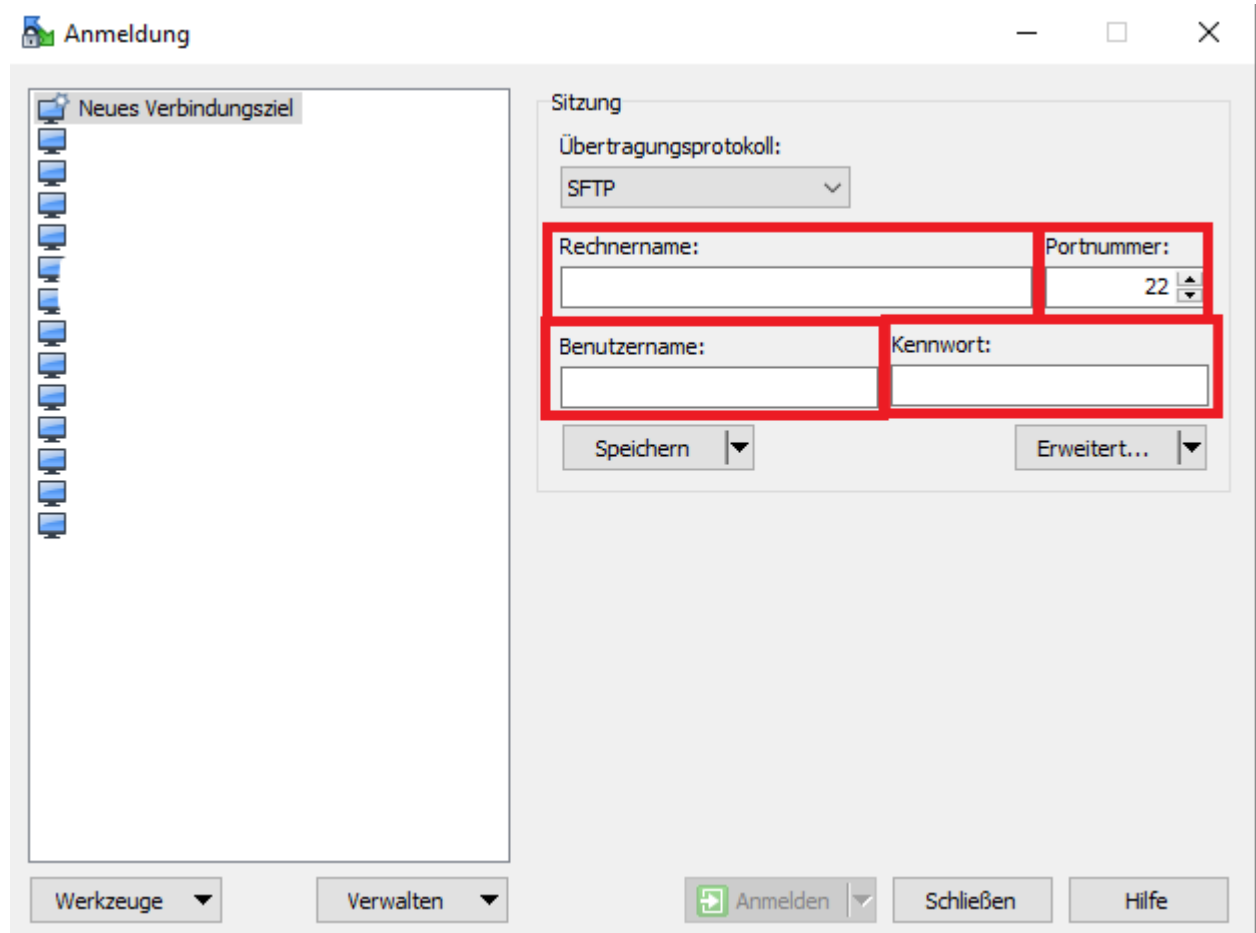 Anmeldung
Neues Verbindungsziel
Sitzung
Übertragungsprotokoll:
SFTP
Rechnername:
Portnummer:
22
Benutzername:
Kennwort:
Speichern
Erweitert...
Werkzeuge
Verwalten
Anmelden
Schließen
Hilfe